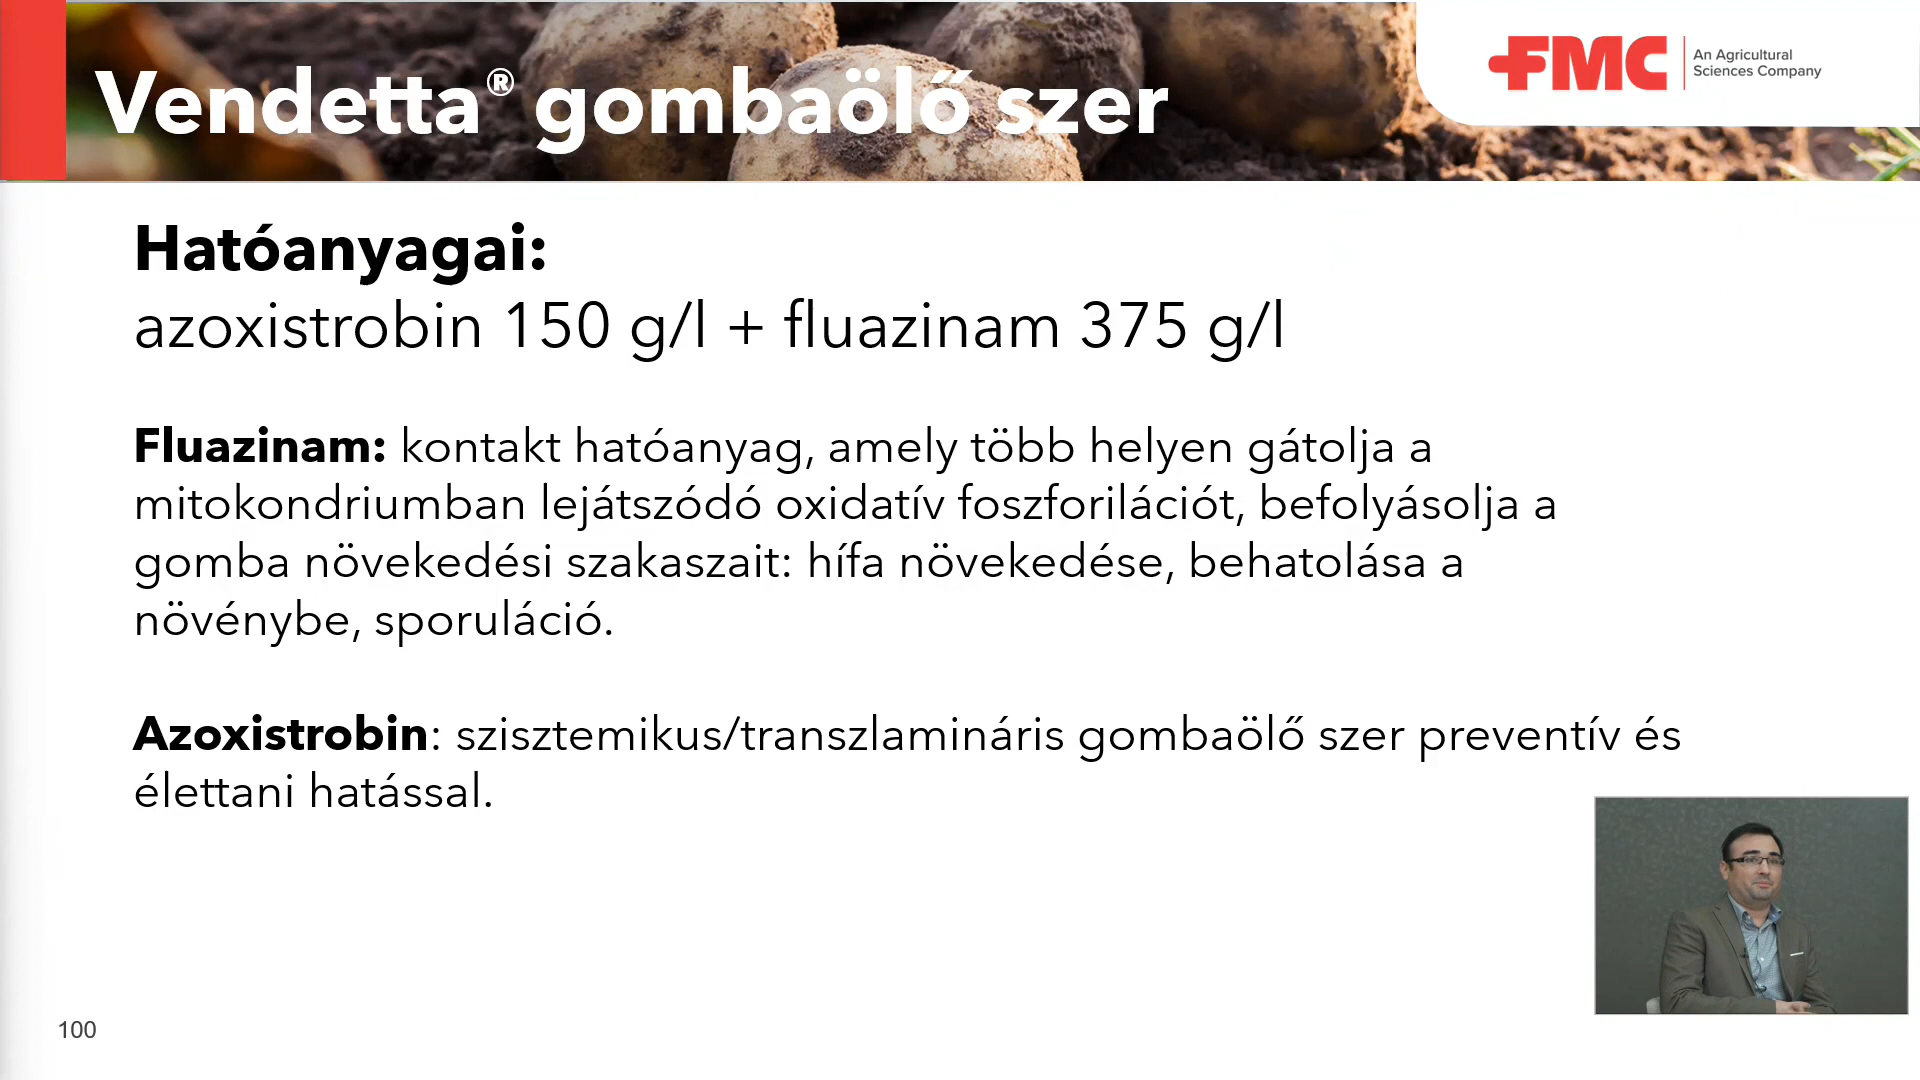 Vendetta® gombaölő szer
FMC
An Agricultural
Sciences Company
Hatóanyagai:
azoxistrobin 150 g/l + fluazinam 375 g/l
Fluazinam: kontakt hatóanyag, amely több helyen gátolja a
mitokondriumban lejátszódó oxidatív foszforilációt, befolyásolja a
gomba növekedési szakaszait: hífa növekedése, behatolása a
növénybe, sporuláció.
Azoxistrobin: szisztemikus/transzlamináris gombaölő szer preventív és
élettani hatással.
100